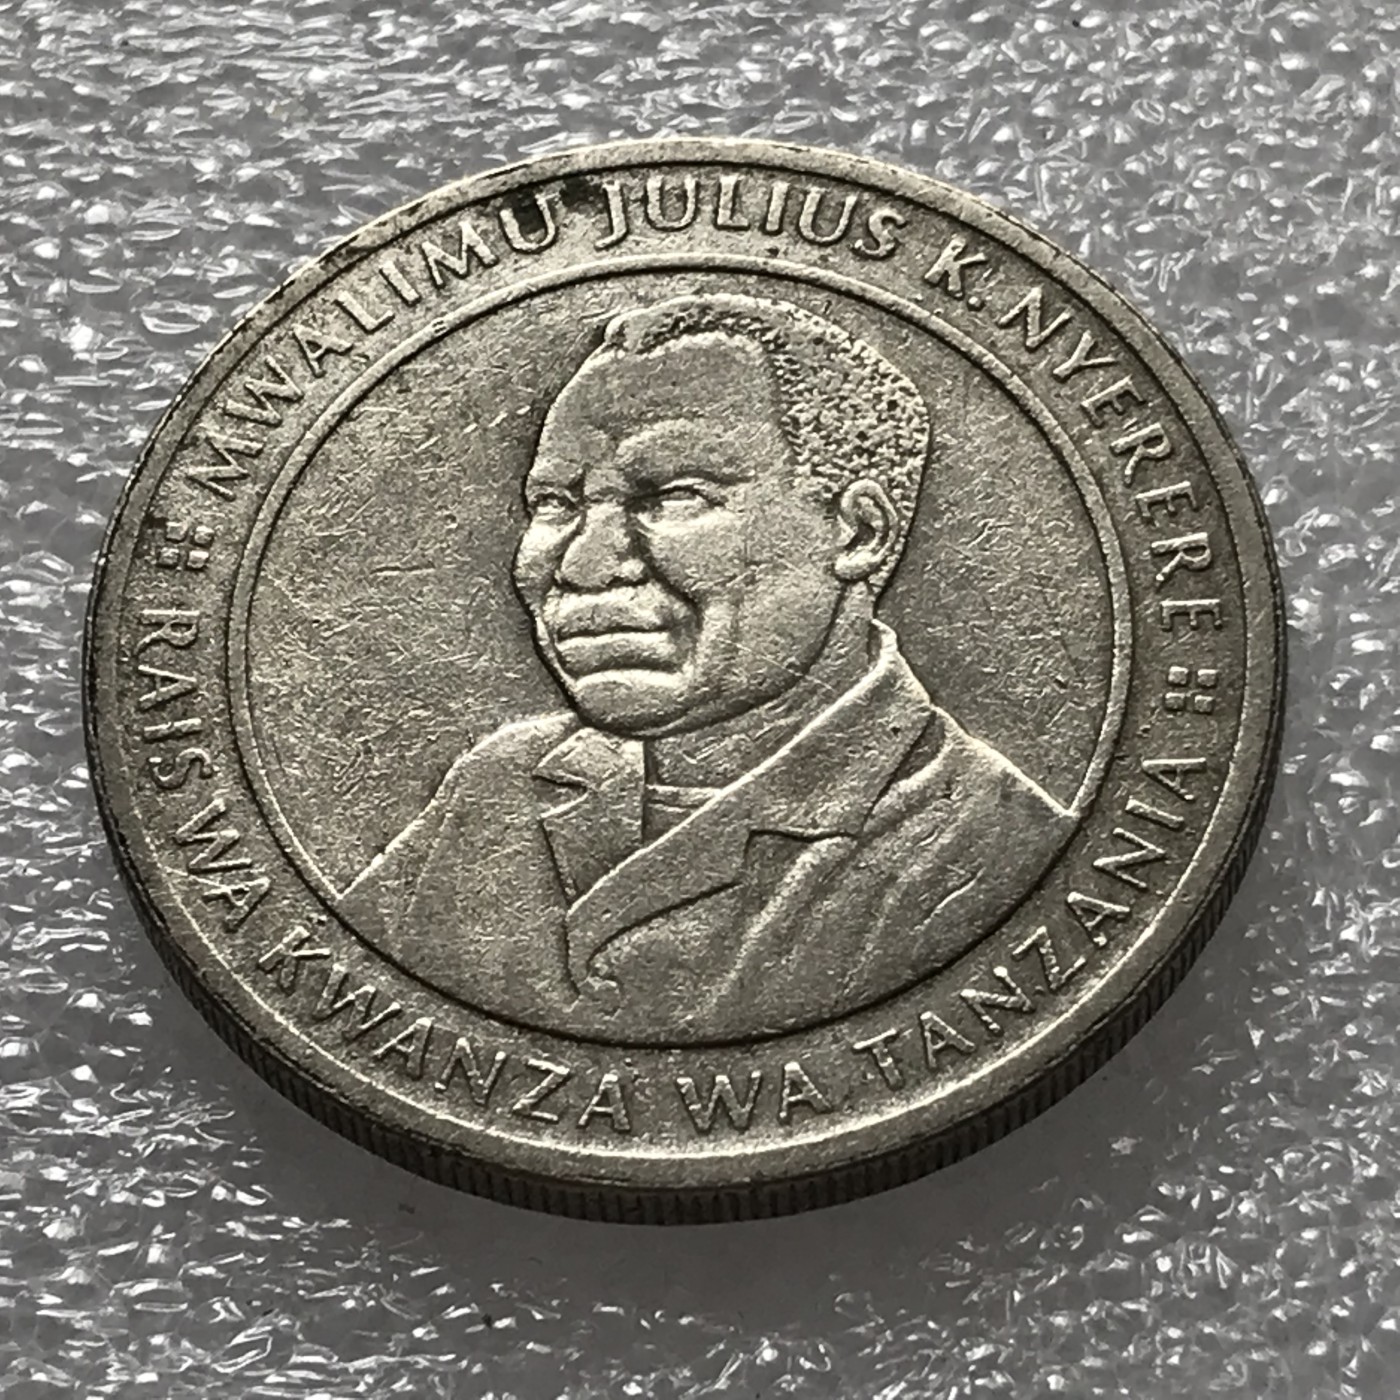 MWALIMU JULIUS K. NYERERE
RAIS WA KWANZA WA TANZANIA